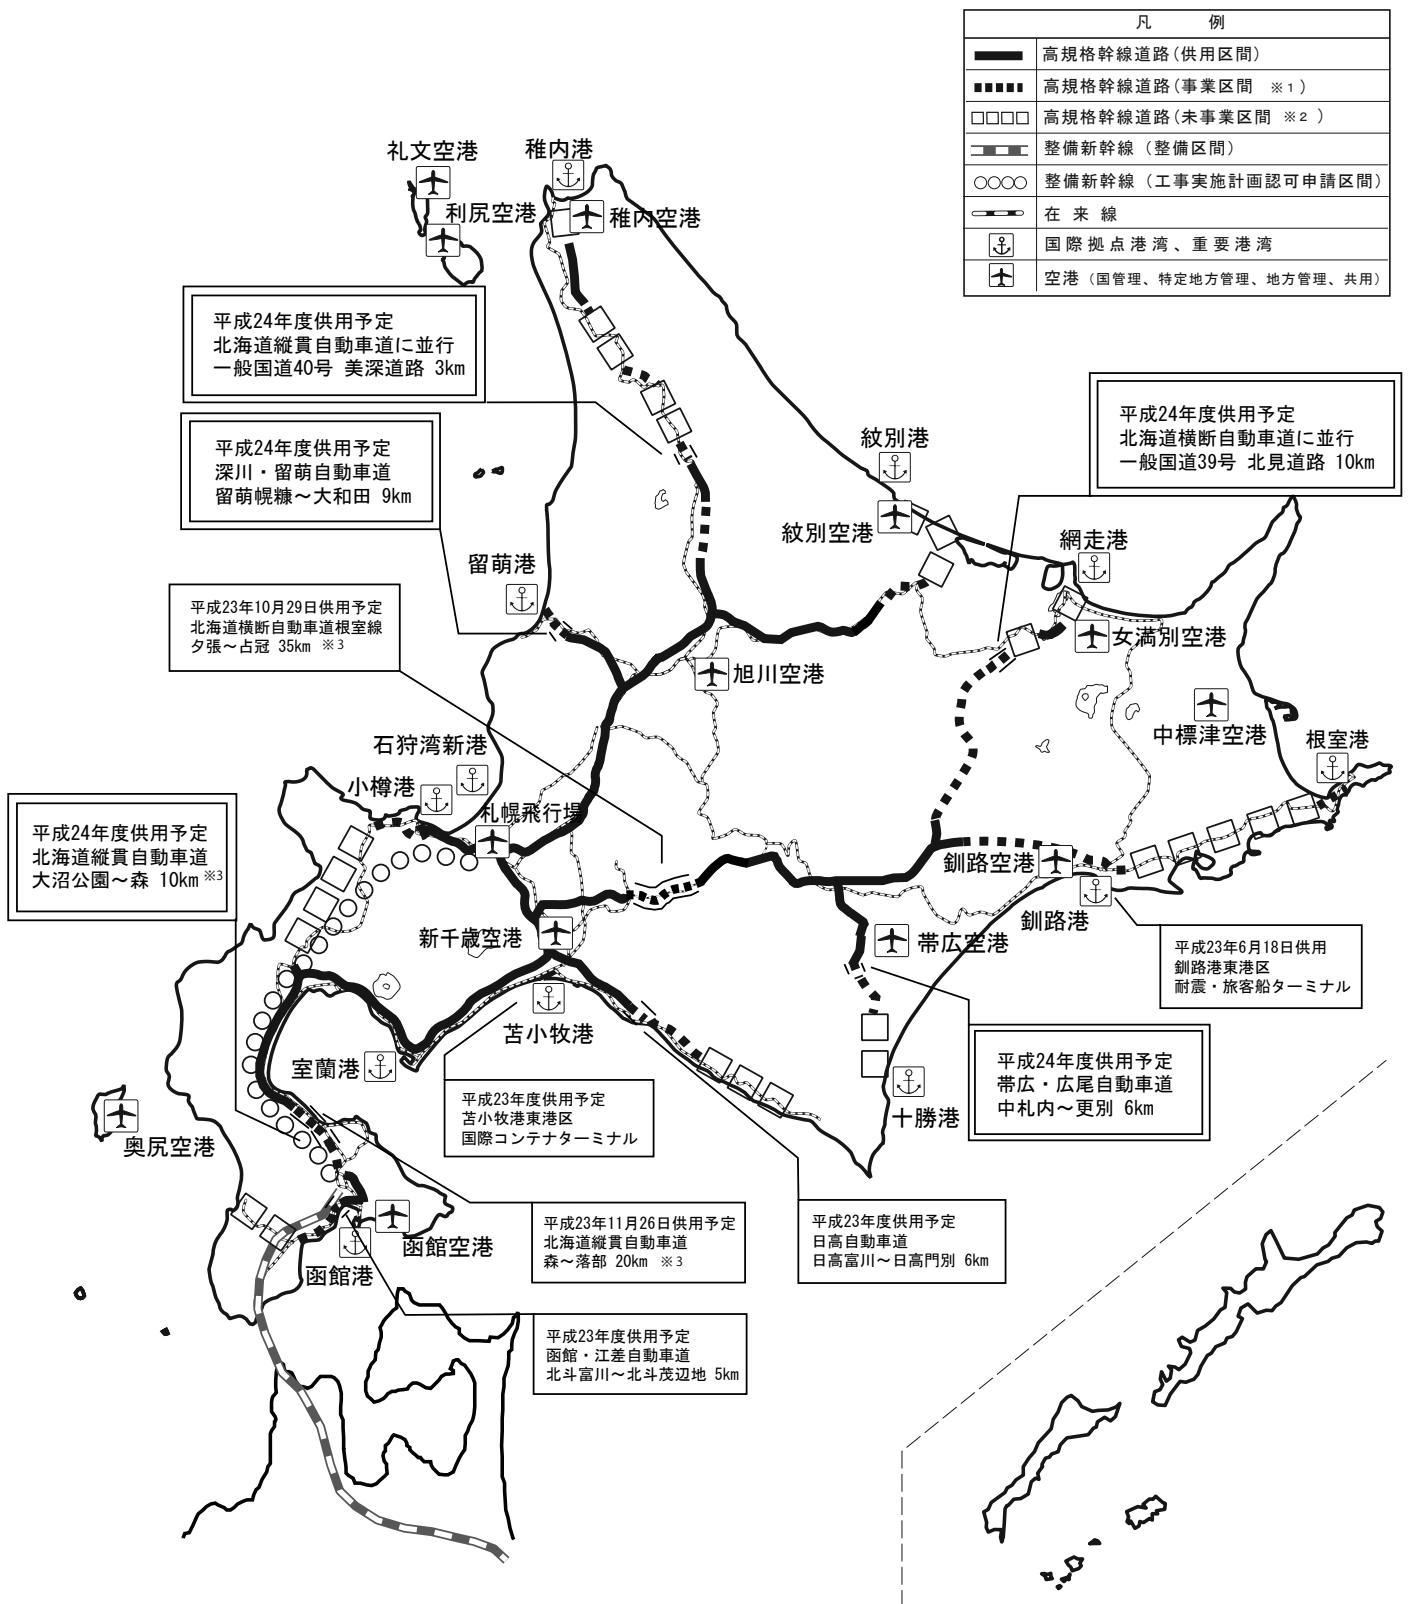 凡 例
高規格幹線道路(供用区間)
高規格幹線道路(事業区間 ※1)
高規格幹線道路(未事業区間 ※2 )
整備新幹線(整備区間)
整備新幹線(工事実施計画認可申請区間)
在来線
国際拠点港湾、重要港湾
空港(国管理、特定地方管理、地方管理、共用)
礼文空港
稚内港
利尻空港
稚内空港
平成24年度供用予定
北海道縦貫自動車道に並行
一般国道40号 美深道路 3km
平成24年度供用予定
北海道横断自動車道に並行
一般国道39号 北見道路 10km
平成24年度供用予定
深川・留萌自動車道
留萌幌糠～大和田 9km
紋別港
紋別空港
網走港
留萌港
平成23年10月29日供用予定
北海道横断自動車道根室線
夕張～占冠 35km ※3
女満別空港
旭川空港
中標津空港
根室港
石狩湾新港
小樽港
札幌飛行場
平成24年度供用予定
北海道縦貫自動車道
大沼公園～森 10km※3
釧路空港
釧路港
新千歳空港
帯広空港
平成23年6月18日供用
釧路港東港区
耐震・旅客船ターミナル
苫小牧港
室蘭港
平成24年度供用予定
帯広・広尾自動車道
中札内～更別 6km
十勝港
平成23年度供用予定
苫小牧港東港区
国際コンテナターミナル
奥尻空港
平成23年11月26日供用予定
北海道縦貫自動車道
森～落部 20km ※3
平成23年度供用予定
日高自動車道
日高富川～日高門別 6km
函館空港
函館港
平成23年度供用予定
函館・江差自動車道
北斗富川～北斗茂辺地 5km